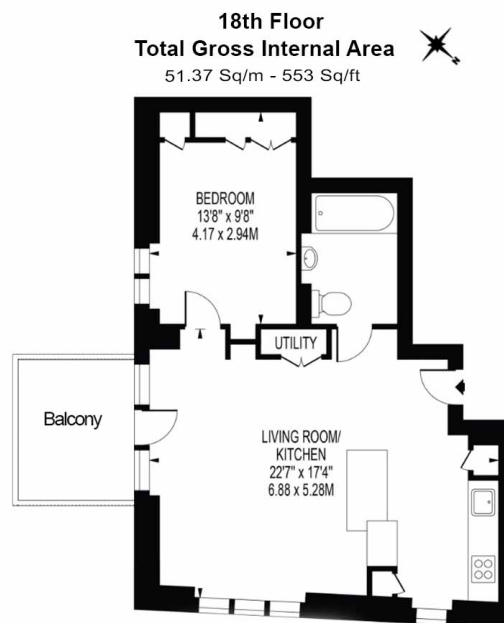 18th Floor
Total Gross Internal Area
51.37 Sq/m - 553 Sq/ft
N
BEDROOM
13'8" x 9'8"
4.17 x 2.94M
UTILITY
Balcony
LIVING ROOM/
KITCHEN
22'7" x 17'4"
6.88 x 5.28M